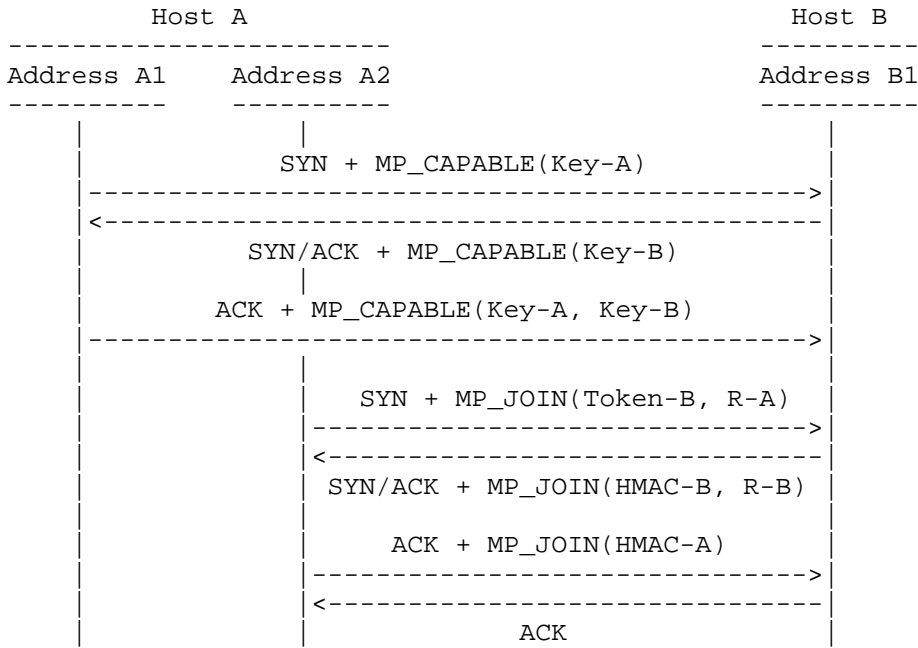 Host A Host B
Address A1 Address A2 Address B1
SYN + MP_CAPABLE(Key-A)
SYN/ACK + MP_CAPABLE(Key-B)
ACK + MP_CAPABLE(Key-A, Key-B)
SYN + MP_JOIN(Token-B, R-A)
SYN/ACK + MP_JOIN(HMAC-B, R-B)
ACK + MP_JOIN(HMAC-A)
ACK